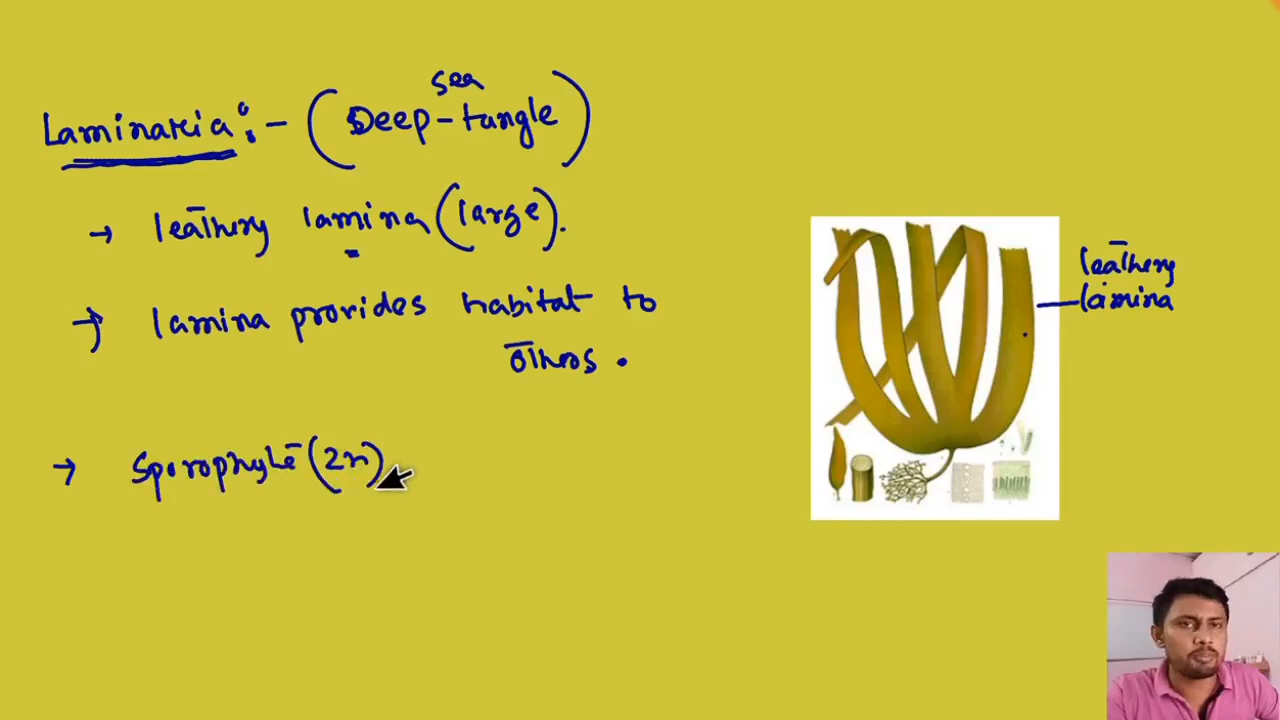 sea
Laminaria :- (Deep-tangle)
→ leathery lamina (large).
→ lamina provides habitat to
others.
→ Sporophyte (2n)
leathery
lamina